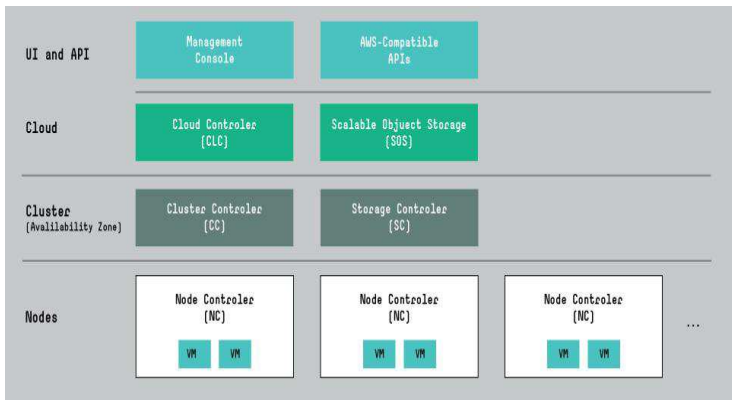 UI and API
Management
Console
AWS-Compatible
APIs
Cloud
Cloud Controler
(CLC)
Scalable Objuect Storage
(SOS)
Cluster
(Avalilability Zone)
Cluster Controler
(CC)
Storage Controler
(SC)
Nodes
Node Controler
(NC)
VM VM
Node Controler
(NC)
VM VM
Node Controler
(NC)
VM VM
...